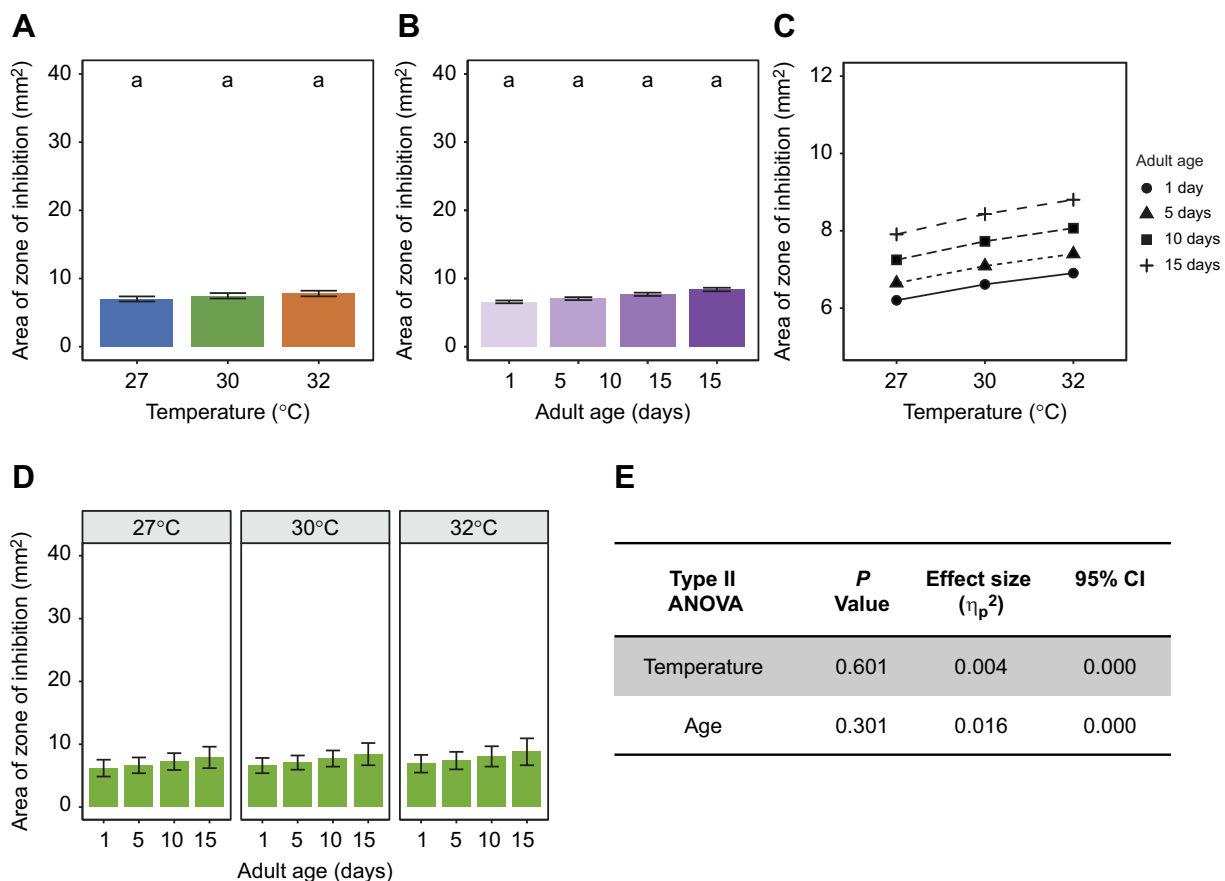 A
Area of zone of inhibition (mm²)
40
30
20
10
0
a a a
27 30 32
Temperature (°C)
B
Area of zone of inhibition (mm²)
40
30
20
10
0
a a a a
1 5 10 15 15
Adult age (days)
C
Area of zone of inhibition (mm²)
12
10
8
6
27 30 32
Temperature (°C)
Adult age
1 day
5 days
10 days
15 days
D
Area of zone of inhibition (mm²)
27°C 30°C 32°C
40
30
20
10
0
1 5 10 15 1 5 10 15 1 5 10 15
Adult age (days)
E
Type II ANOVA P Value Effect size (ηp²) 95% CI
Temperature 0.601 0.004 0.000
Age 0.301 0.016 0.000